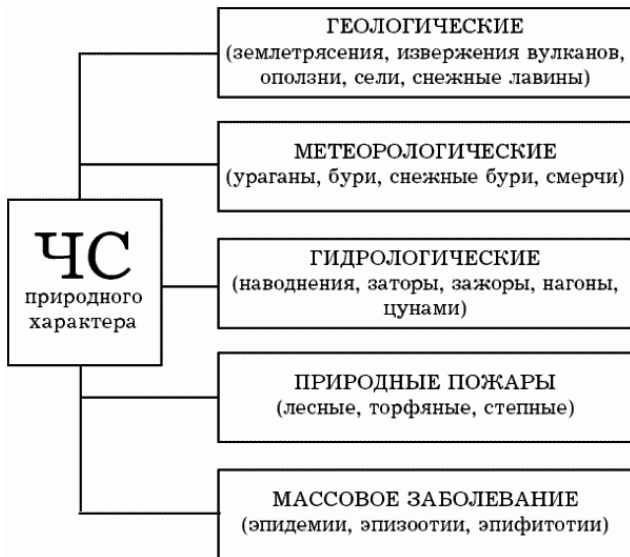 ГЕОЛОГИЧЕСКИЕ
(землетрясения, извержения вулканов,
оползни, сели, снежные лавины)
МЕТЕОРОЛОГИЧЕСКИЕ
(ураганы, бури, снежные бури, смерчи)
ЧС
природного
характера
ГИДРОЛОГИЧЕСКИЕ
(наводнения, заторы, зажоры, нагоны,
цунами)
ПРИРОДНЫЕ ПОЖАРЫ
(лесные, торфяные, степные)
МАССОВОЕ ЗАБОЛЕВАНИЕ
(эпидемии, эпизоотии, эпифитотии)